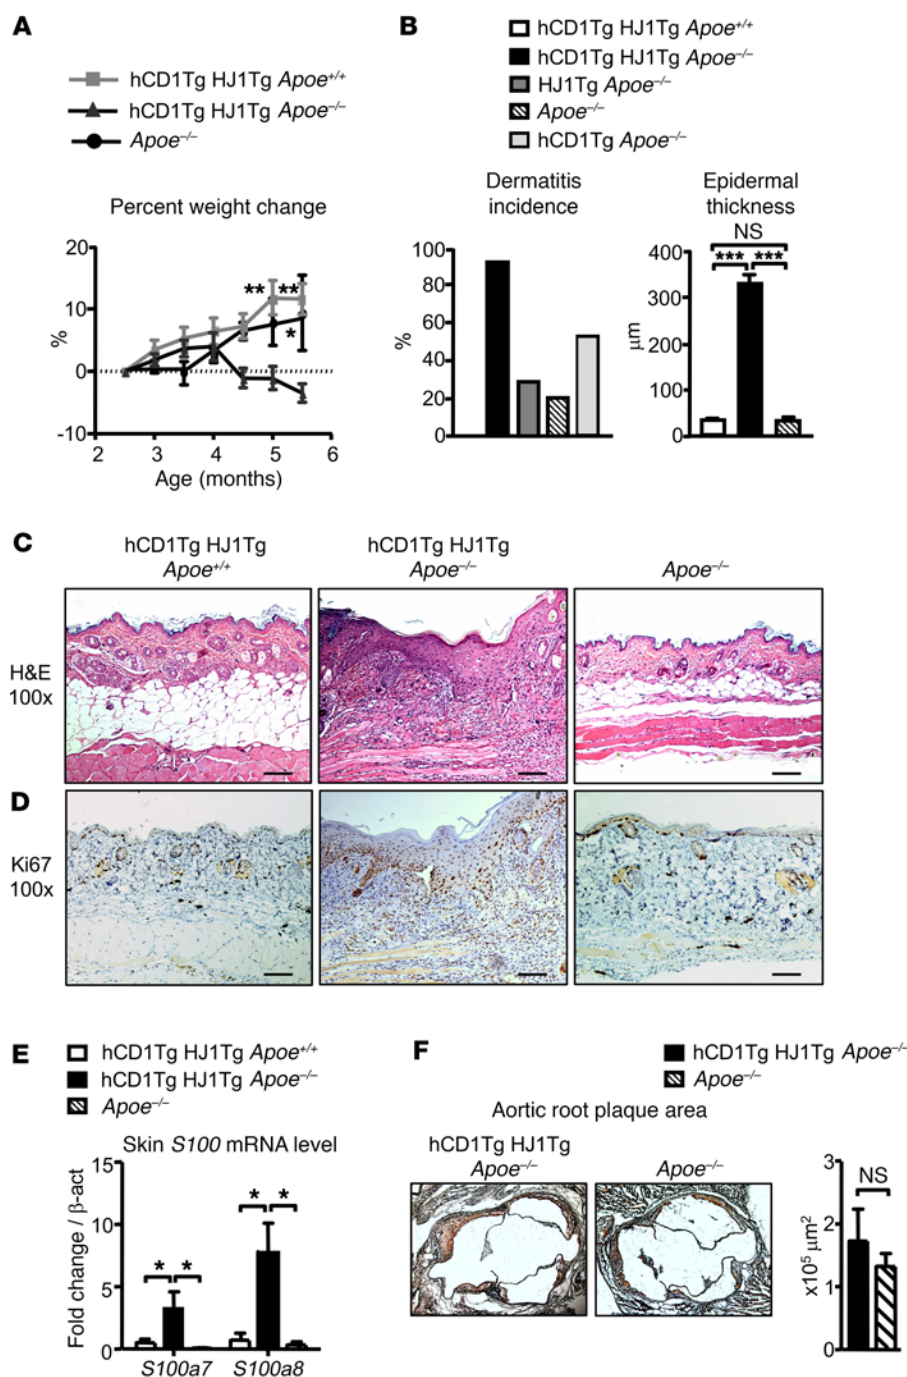 A
hCD1Tg HJ1Tg Apoe+/+
hCD1Tg HJ1Tg Apoe–/–
Apoe–/–
Percent weight change
20
10
0
-10
%
** **
*
2 3 4 5 6
Age (months)
B
hCD1Tg HJ1Tg Apoe+/+
hCD1Tg HJ1Tg Apoe–/–
HJ1Tg Apoe–/–
Apoe–/–
hCD1Tg Apoe–/–
Dermatitis
incidence
100
80
60
40
20
0
%
Epidermal
thickness
NS
*** ***
400
300
200
100
0
μm
C
hCD1Tg HJ1Tg
Apoe+/+
hCD1Tg HJ1Tg
Apoe–/–
Apoe–/–
H&E
100x
D
Ki67
100x
E
hCD1Tg HJ1Tg Apoe+/+
hCD1Tg HJ1Tg Apoe–/–
Apoe–/–
Skin S100 mRNA level
15
10
5
0
Fold change / β-act
* *
* *
S100a7 S100a8
F
hCD1Tg HJ1Tg Apoe–/–
Apoe–/–
Aortic root plaque area
hCD1Tg HJ1Tg
Apoe–/–
Apoe–/–
3
2
1
0
x10⁵ μm²
NS